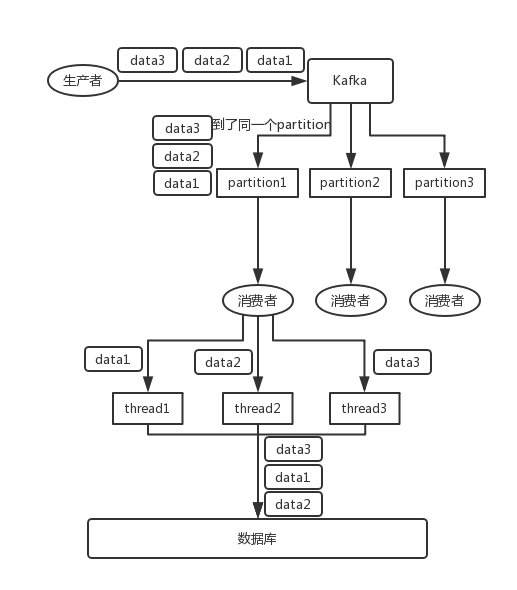 data3 data2 data1
生产者
Kafka
data3 到了同一个partition
data2
data1
partition1 partition2 partition3
消费者 消费者 消费者
data1 data2 data3
thread1 thread2 thread3
data3
data1
data2
数据库